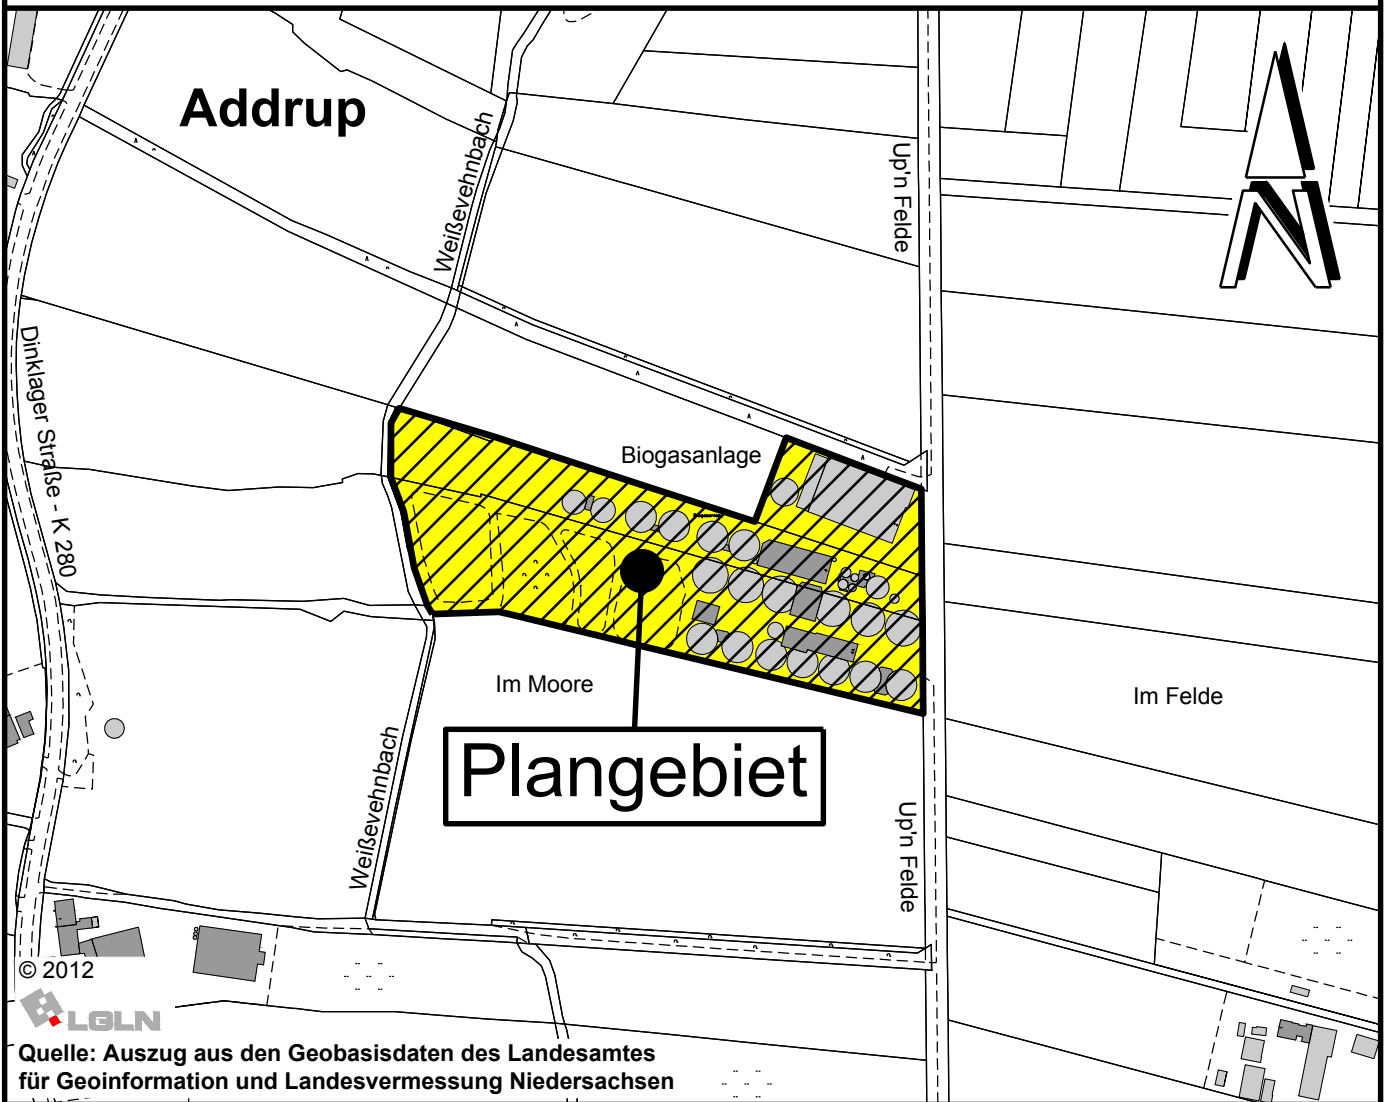 Addrup
Weißevehnbach
Up'n Felde
N
Dinklager Straße - K 280
Biogasanlage
Im Moore
Im Felde
Plangebiet
Weißevehnbach
Up'n Felde
© 2012
LGLN
Quelle: Auszug aus den Geobasisdaten des Landesamtes
für Geoinformation und Landesvermessung Niedersachsen